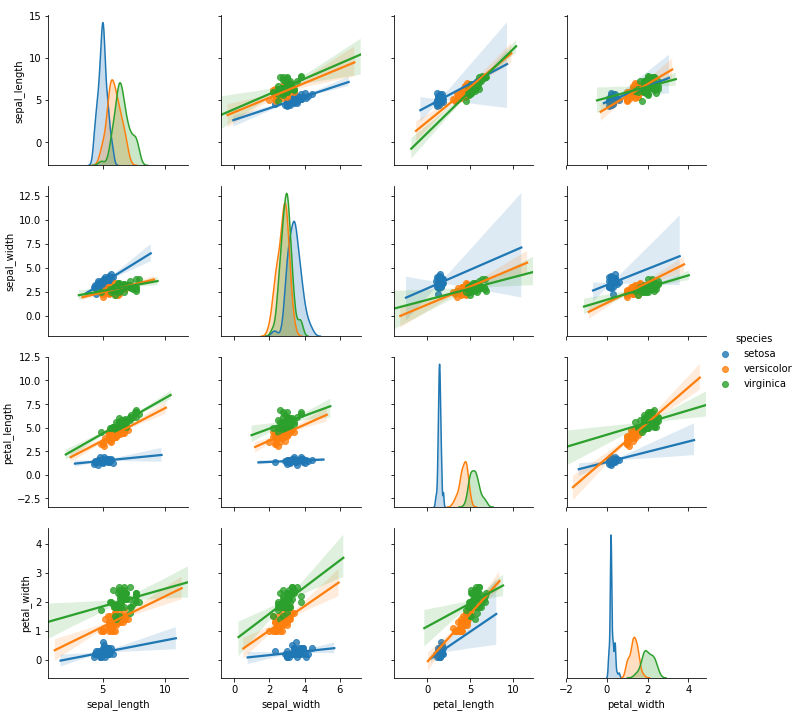 15
10
5
0
sepal_length
12.5
10.0
7.5
5.0
2.5
0.0
sepal_width
species
setosa
versicolor
virginica
12.5
10.0
7.5
5.0
2.5
0.0
−2.5
petal_length
4
3
2
1
0
petal_width
5 10
0 2 4 6
0 5 10
−2 0 2 4
sepal_length sepal_width petal_length petal_width